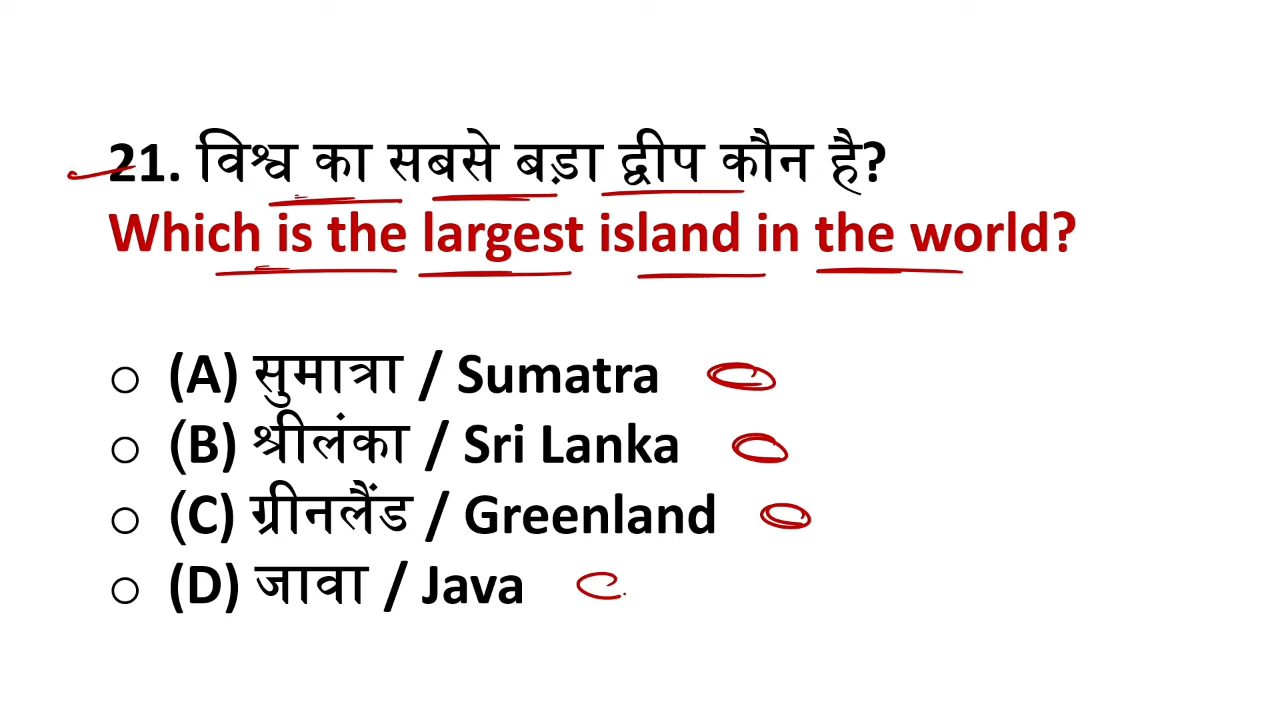 21. विश्व का सबसे बड़ा द्वीप कौन है?
Which is the largest island in the world?
(A) सुमात्रा / Sumatra
(B) श्रीलंका / Sri Lanka
(C) ग्रीनलैंड / Greenland
(D) जावा / Java